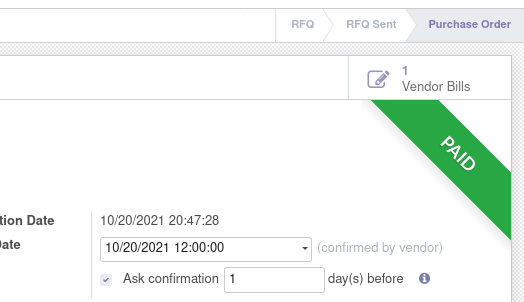 RFQ RFQ Sent Purchase Order
1
Vendor Bills
PAID
tion Date 10/20/2021 20:47:28
Date 10/20/2021 12:00:00 (confirmed by vendor)
Ask confirmation 1 day(s) before